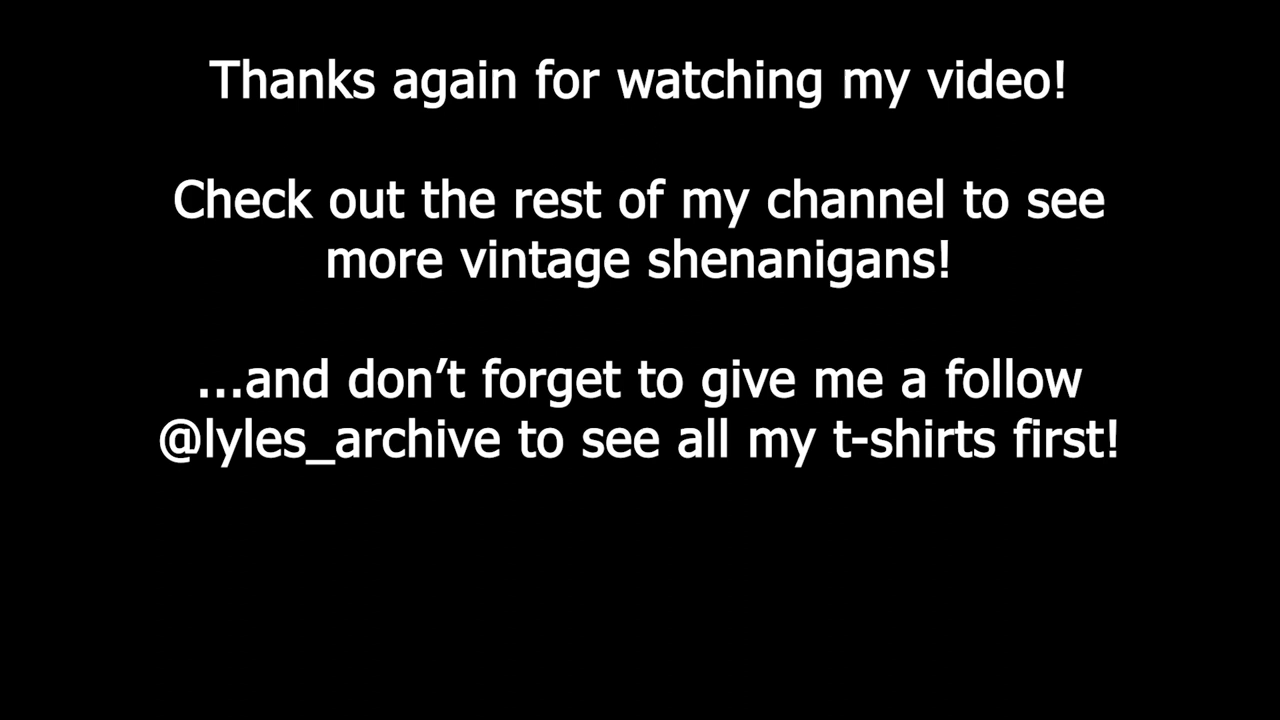 Thanks again for watching my video!
Check out the rest of my channel to see
more vintage shenanigans!
...and don’t forget to give me a follow
@lyles_archive to see all my t-shirts first!